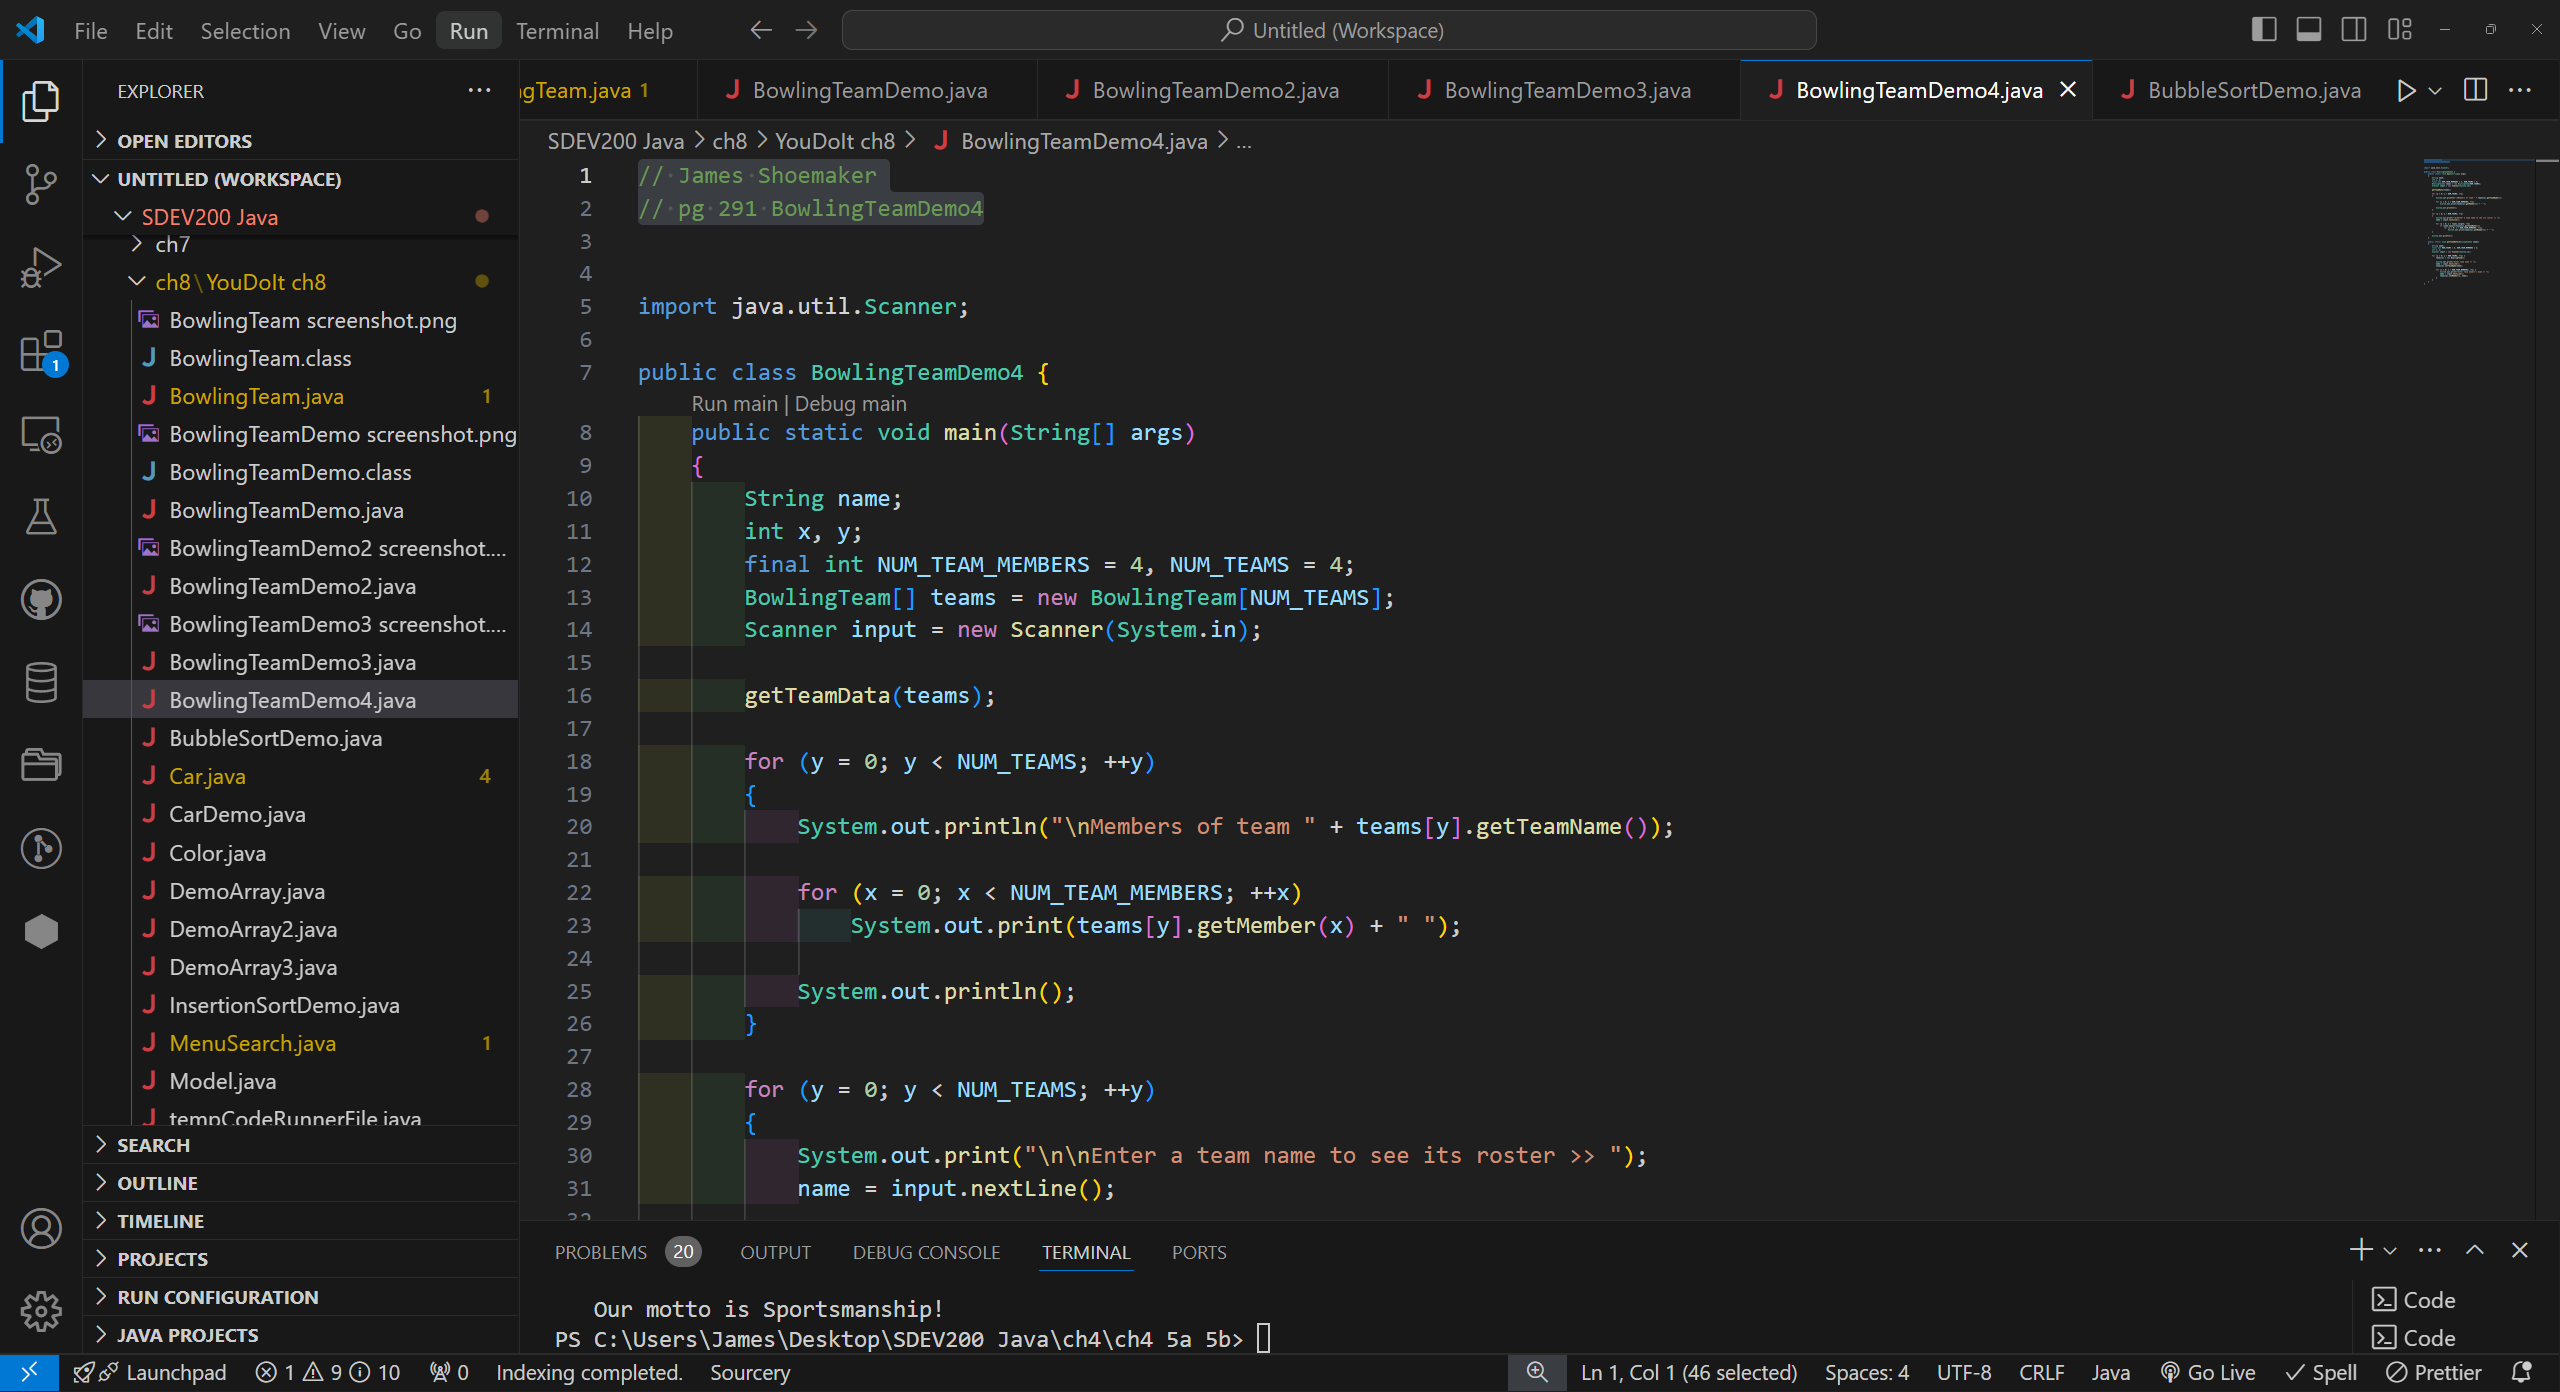 File Edit Selection View Go Run Terminal Help
Untitled (Workspace)
EXPLORER
OPEN EDITORS
UNTITLED (WORKSPACE)
SDEV200 Java
ch7
ch8\YouDoIt ch8
BowlingTeam screenshot.png
BowlingTeam.class
BowlingTeam.java 1
BowlingTeamDemo screenshot.png
BowlingTeamDemo.class
BowlingTeamDemo.java
BowlingTeamDemo2 screenshot....
BowlingTeamDemo2.java
BowlingTeamDemo3 screenshot....
BowlingTeamDemo3.java
BowlingTeamDemo4.java
BubbleSortDemo.java
Car.java 4
CarDemo.java
Color.java
DemoArray.java
DemoArray2.java
DemoArray3.java
InsertionSortDemo.java
MenuSearch.java 1
Model.java
tempCodeRunnerFile.java
SEARCH
OUTLINE
TIMELINE
PROJECTS
RUN CONFIGURATION
JAVA PROJECTS
1
gTeam.java 1 BowlingTeamDemo.java BowlingTeamDemo2.java BowlingTeamDemo3.java BowlingTeamDemo4.java BubbleSortDemo.java
SDEV200 Java > ch8 > YouDoIt ch8 > BowlingTeamDemo4.java > ...
1 // James Shoemaker
2 // pg 291 BowlingTeamDemo4
3
4
5 import java.util.Scanner;
6
7 public class BowlingTeamDemo4 {
Run main | Debug main
8 public static void main(String[] args)
9 {
10 String name;
11 int x, y;
12 final int NUM_TEAM_MEMBERS = 4, NUM_TEAMS = 4;
13 BowlingTeam[] teams = new BowlingTeam[NUM_TEAMS];
14 Scanner input = new Scanner(System.in);
15
16 getTeamData(teams);
17
18 for (y = 0; y < NUM_TEAMS; ++y)
19 {
20 System.out.println("\nMembers of team " + teams[y].getTeamName());
21
22 for (x = 0; x < NUM_TEAM_MEMBERS; ++x)
23 System.out.print(teams[y].getMember(x) + " ");
24
25 System.out.println();
26 }
27
28 for (y = 0; y < NUM_TEAMS; ++y)
29 {
30 System.out.print("\n\nEnter a team name to see its roster >> ");
31 name = input.nextLine();
32
PROBLEMS 20 OUTPUT DEBUG CONSOLE TERMINAL PORTS
Our motto is Sportsmanship!
PS C:\Users\James\Desktop\SDEV200 Java\ch4\ch4 5a 5b>
Code
Code
Launchpad 1 9 10 0 Indexing completed. Sourcery Ln 1, Col 1 (46 selected) Spaces: 4 UTF-8 CRLF Java Go Live Spell Prettier